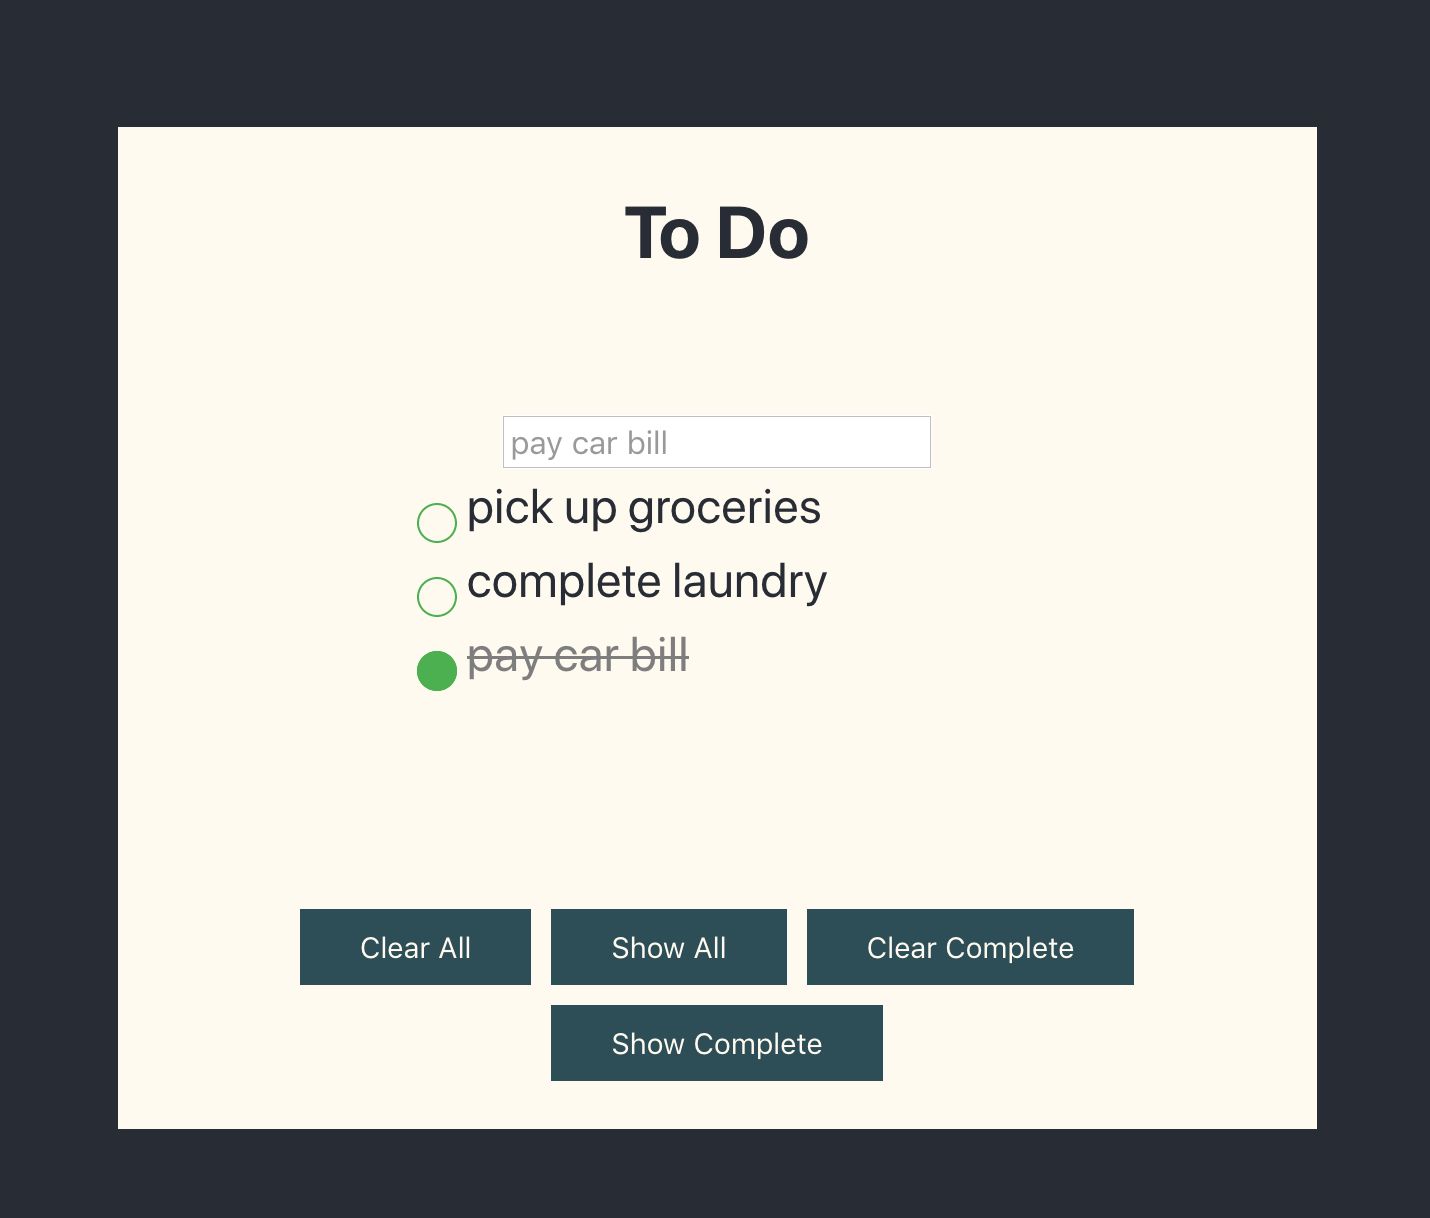 To Do
pay car bill
pick up groceries
complete laundry
pay car bill
Clear All Show All Clear Complete
Show Complete